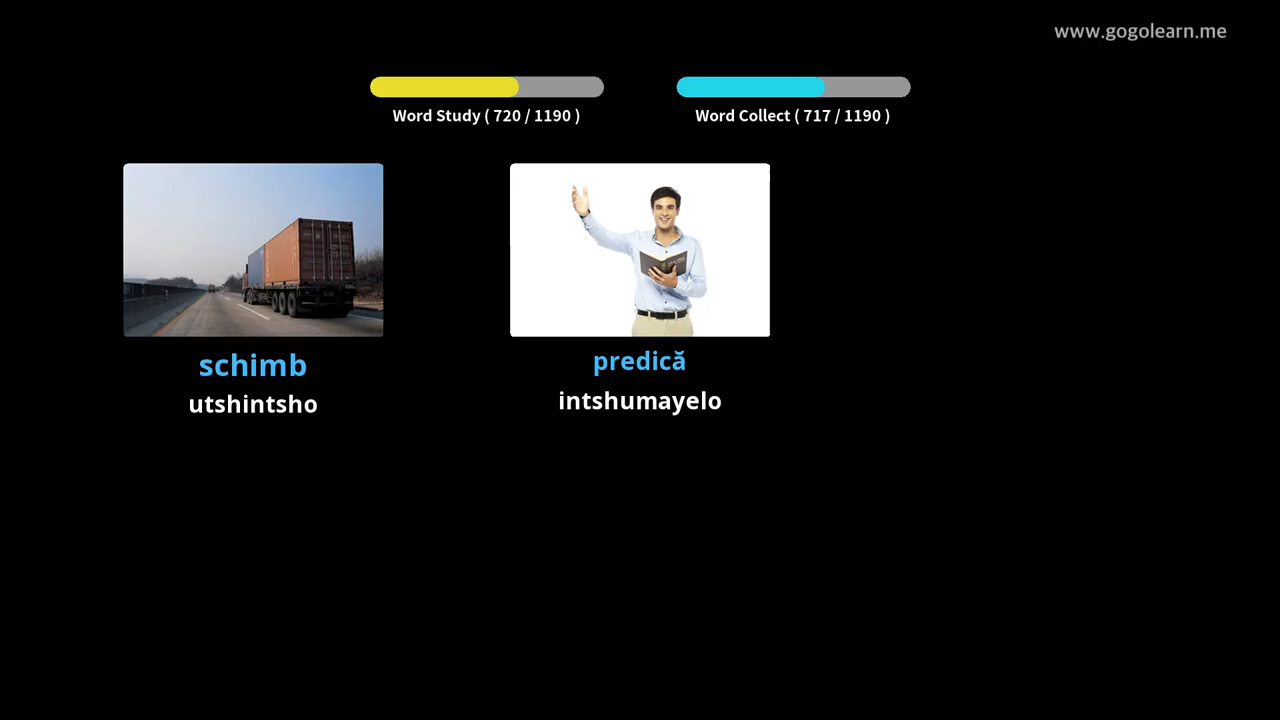 www.gogolearn.me
Word Study ( 720 / 1190 )
Word Collect ( 717 / 1190 )
schimb
utshintsho
predică
intshumayelo